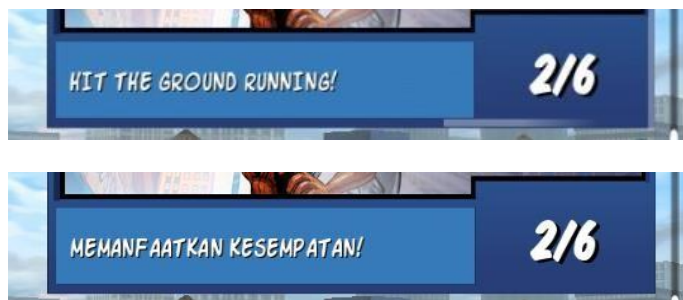 HIT THE GROUND RUNNING!
2/6
MEMANFAATKAN KESEMPATAN!
2/6